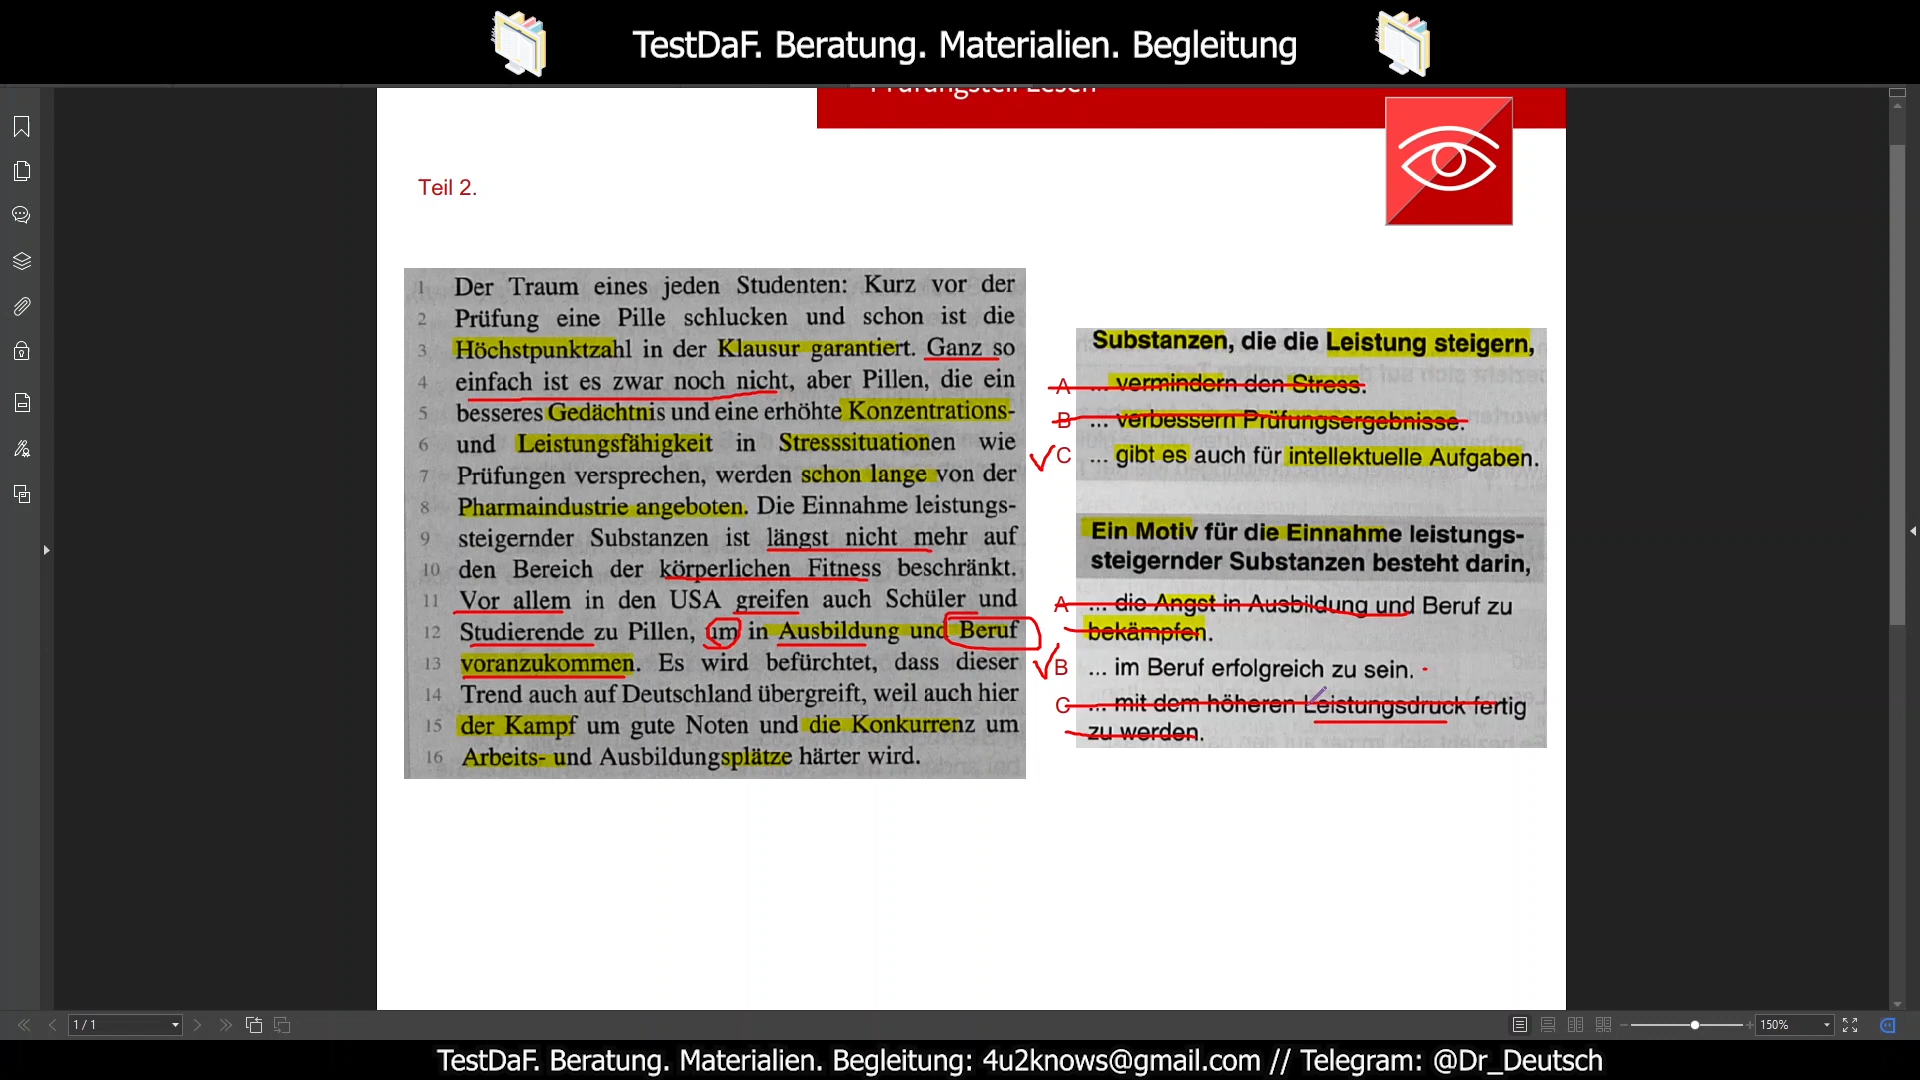 TestDaF. Beratung. Materialien. Begleitung
Prüfungsteil Lesen
Teil 2.
1 Der Traum eines jeden Studenten: Kurz vor der
2 Prüfung eine Pille schlucken und schon ist die
3 Höchstpunktzahl in der Klausur garantiert. Ganz so
4 einfach ist es zwar noch nicht, aber Pillen, die ein
5 besseres Gedächtnis und eine erhöhte Konzentrations-
6 und Leistungsfähigkeit in Stresssituationen wie
7 Prüfungen versprechen, werden schon lange von der
8 Pharmaindustrie angeboten. Die Einnahme leistungs-
9 steigernder Substanzen ist längst nicht mehr auf
10 den Bereich der körperlichen Fitness beschränkt.
11 Vor allem in den USA greifen auch Schüler und
12 Studierende zu Pillen, um in Ausbildung und Beruf
13 voranzukommen. Es wird befürchtet, dass dieser
14 Trend auch auf Deutschland übergreift, weil auch hier
15 der Kampf um gute Noten und die Konkurrenz um
16 Arbeits- und Ausbildungsplätze härter wird.
Substanzen, die die Leistung steigern,
A ... vermindern den Stress.
B ... verbessern Prüfungsergebnisse.
C ... gibt es auch für intellektuelle Aufgaben.
Ein Motiv für die Einnahme leistungs-
steigernder Substanzen besteht darin,
A ... die Angst in Ausbildung und Beruf zu
bekämpfen.
B ... im Beruf erfolgreich zu sein.
C ... mit dem höheren Leistungsdruck fertig
zu werden.
1 / 1
150%
TestDaF. Beratung. Materialien. Begleitung: 4u2knows@gmail.com // Telegram: @Dr_Deutsch